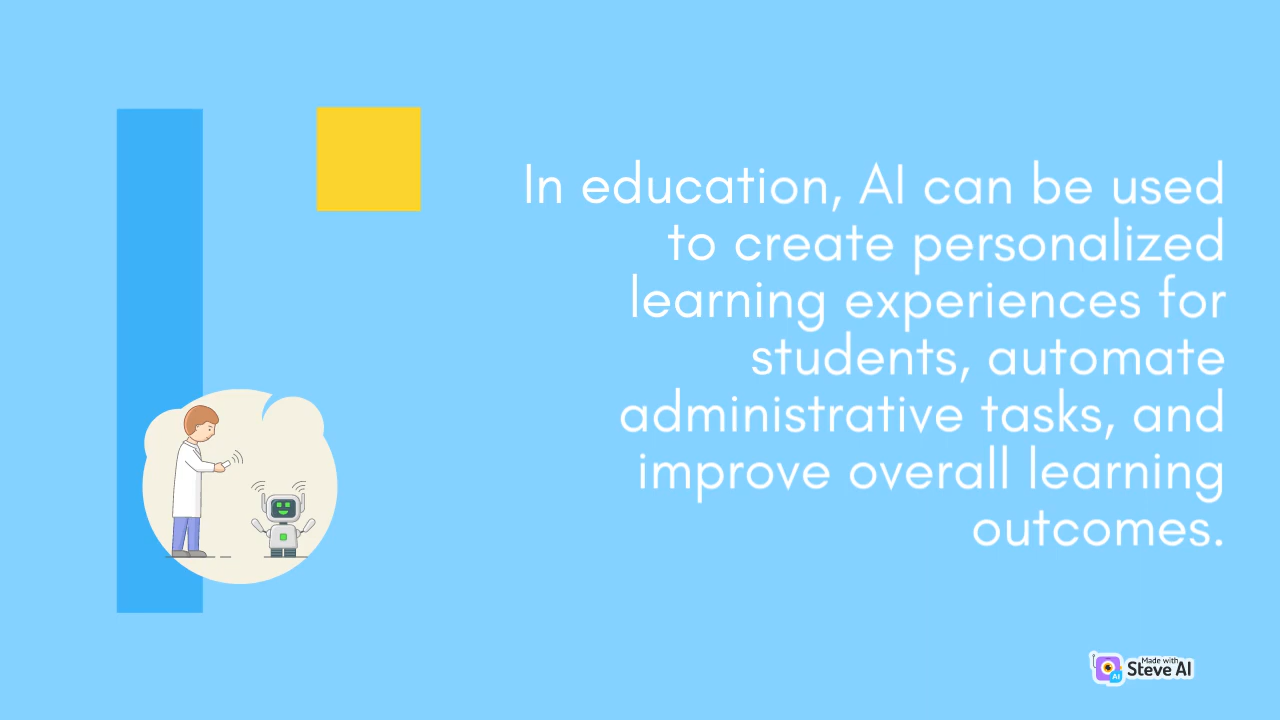 In education, AI can be used
to create personalized
learning experiences for
students, automate
administrative tasks, and
improve overall learning
outcomes.
Made with
Steve AI
AI